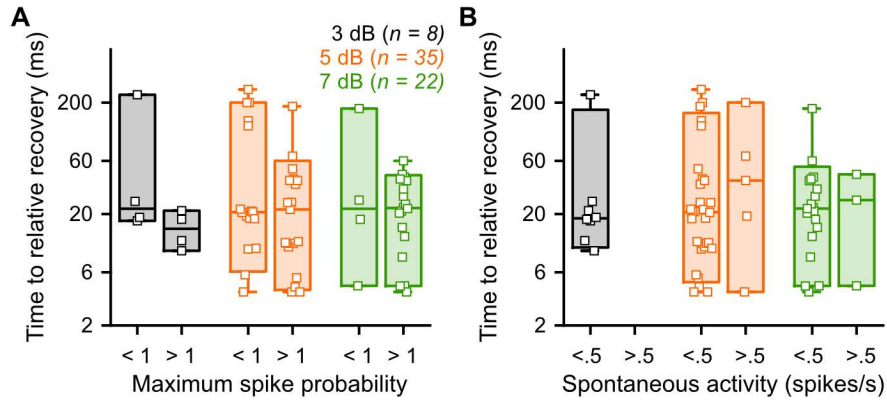 A
Time to relative recovery (ms)
200
60
20
6
2
3 dB (n = 8)
5 dB (n = 35)
7 dB (n = 22)
< 1 > 1 < 1 > 1 < 1 > 1
Maximum spike probability
B
Time to relative recovery (ms)
200
60
20
6
2
<.5 >.5 <.5 >.5 <.5 >.5
Spontaneous activity (spikes/s)